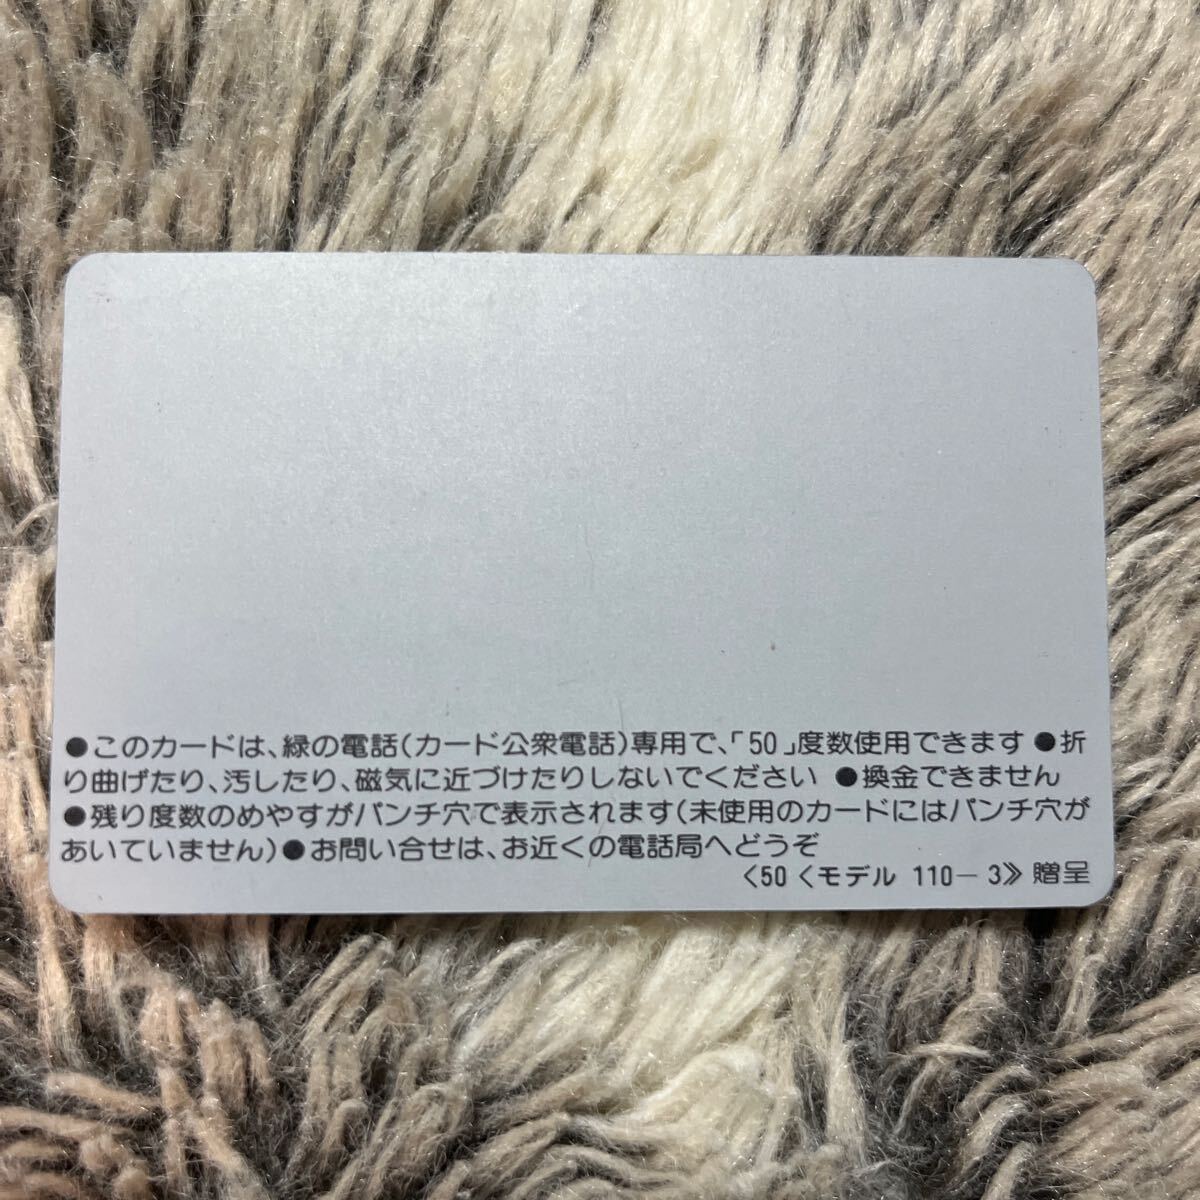 ●このカードは、緑の電話(カード公衆電話)専用で、「50」度数使用できます ●折
り曲げたり、汚したり、磁気に近づけたりしないでください ●換金できません
●残り度数のめやすがパンチ穴で表示されます(未使用のカードにはパンチ穴が
あいていません)●お問い合せは、お近くの電話局へどうぞ
〈50〈モデル 110－3》贈呈